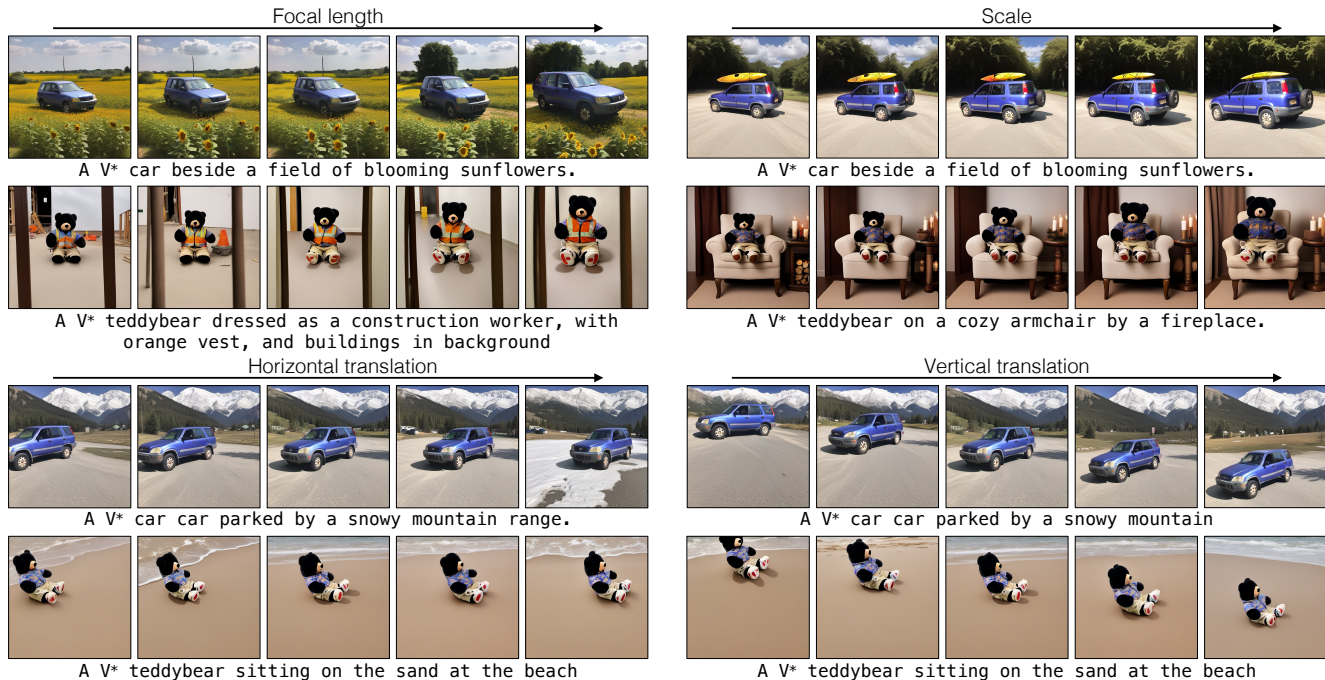 Focal length
A V* car beside a field of blooming sunflowers.
A V* teddybear dressed as a construction worker, with
orange vest, and buildings in background
Scale
A V* car beside a field of blooming sunflowers.
A V* teddybear on a cozy armchair by a fireplace.
Horizontal translation
A V* car car parked by a snowy mountain range.
A V* teddybear sitting on the sand at the beach
Vertical translation
A V* car car parked by a snowy mountain
A V* teddybear sitting on the sand at the beach